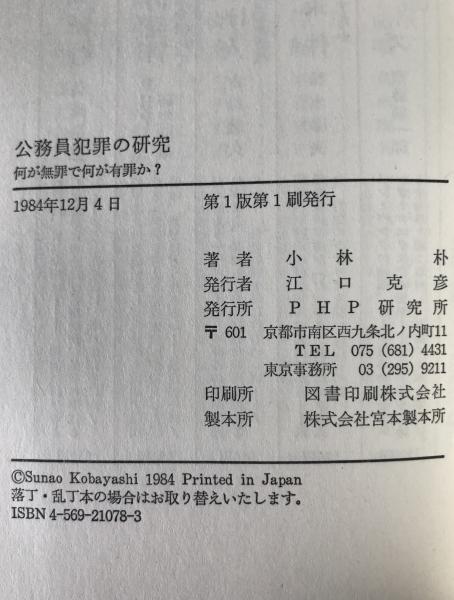 公務員犯罪の研究
何が無罪で何が有罪か?
1984年12月4日 第1版第1刷発行
著者 小林 朴
発行者 江口克彦
発行所 PHP研究所
〒601 京都市南区西九条北ノ内町11
TEL 075 (681) 4431
東京事務所 03 (295) 9211
印刷所 図書印刷株式会社
製本所 株式会社宮本製本所
©Sunao Kobayashi 1984 Printed in Japan
落丁・乱丁本の場合はお取り替えいたします。
ISBN 4-569-21078-3